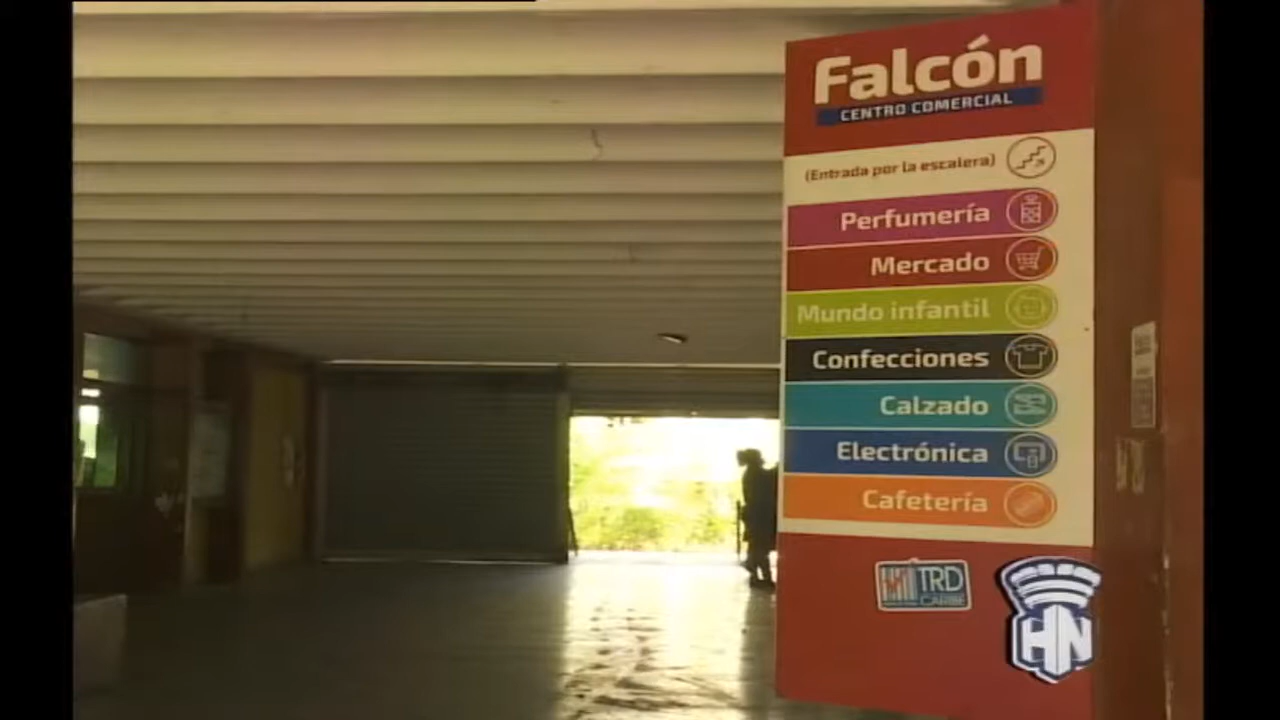 Falcón
CENTRO COMERCIAL
(Entrada por la escalera)
Perfumería
Mercado
Mundo infantil
Confecciones
Calzado
Electrónica
Cafetería
TRD
CARIBE
HN